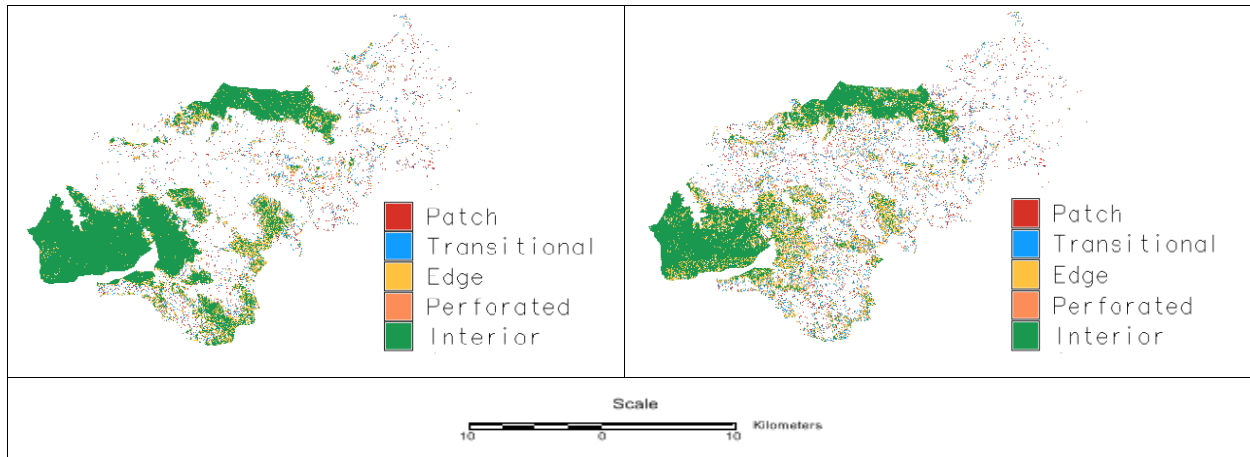 Patch
Transitional
Edge
Perforated
Interior
Patch
Transitional
Edge
Perforated
Interior
Scale
Kilometers
10 0 10